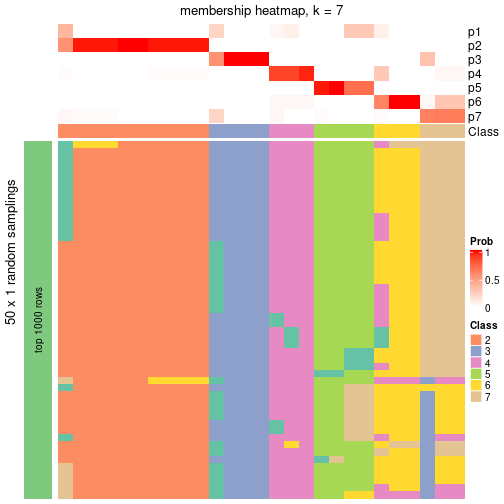 membership heatmap, k = 7
p1
p2
p3
p4
p5
p6
p7
Class
50 x 1 random samplings
top 1000 rows
Prob
1
0.5
0
Class
2
3
4
5
6
7